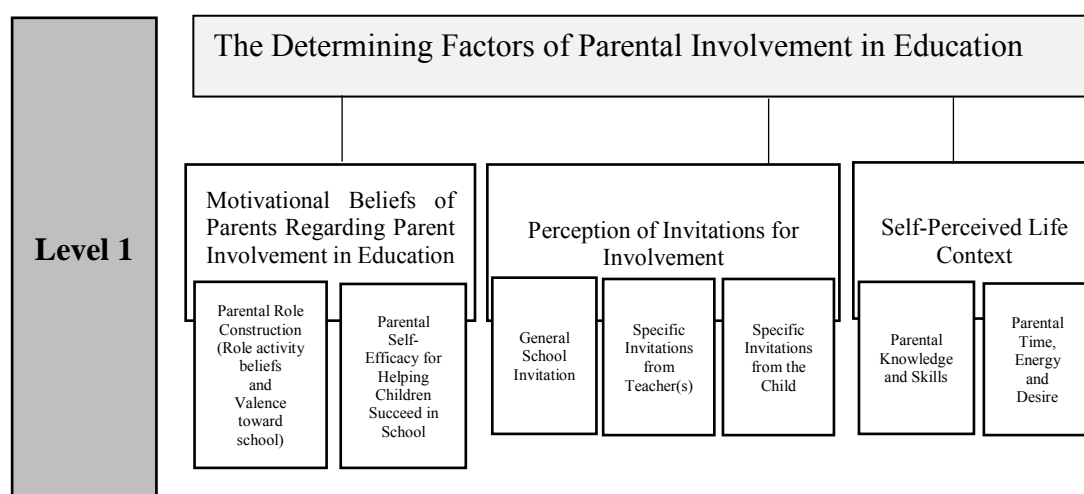 The Determining Factors of Parental Involvement in Education
Level 1
Motivational Beliefs of
Parents Regarding Parent
Involvement in Education
Perception of Invitations for
Involvement
Self-Perceived Life
Context
Parental Role
Construction
(Role activity
beliefs
and
Valence
toward
school)
Parental
Self-
Efficacy for
Helping
Children
Succeed in
School
General
School
Invitation
Specific
Invitations
from
Teacher(s)
Specific
Invitations
from the
Child
Parental
Knowledge
and Skills
Parental
Time,
Energy
and
Desire